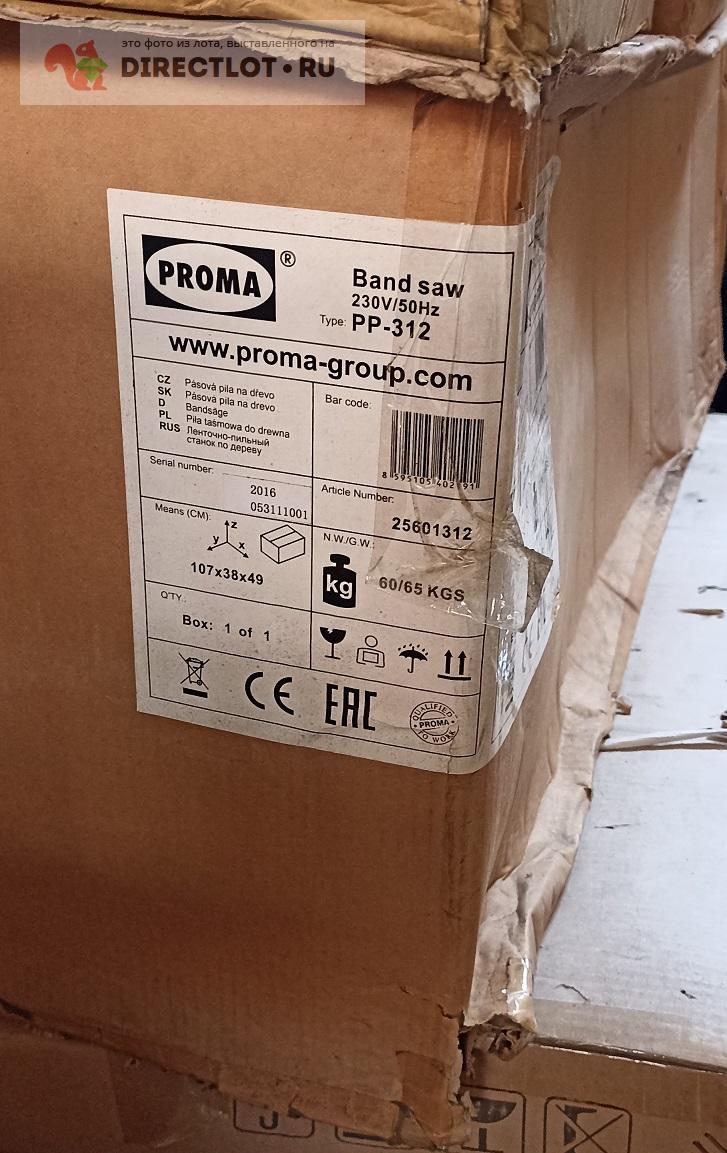 это фото из лота, выставленного на
DIRECTLOT.RU
PROMA ®
Band saw
230V/50Hz
Type: PP-312
www.proma-group.com
CZ Pásová pila na dřevo
SK Pásová pila na drevo
D Bandsäge
PL Piła taśmowa do drewna
RUS Ленточно-пильный
станок по дереву
Bar code:
8 595105 402191
Serial number:
2016
053111001
Article Number:
25601312
Means (CM):
z
y x
107x38x49
N.W./G.W.:
kg
60/65 KGS
Q'TY.:
Box: 1 of 1
CE EAC
QUALIFIED
PROMA
TO WORK